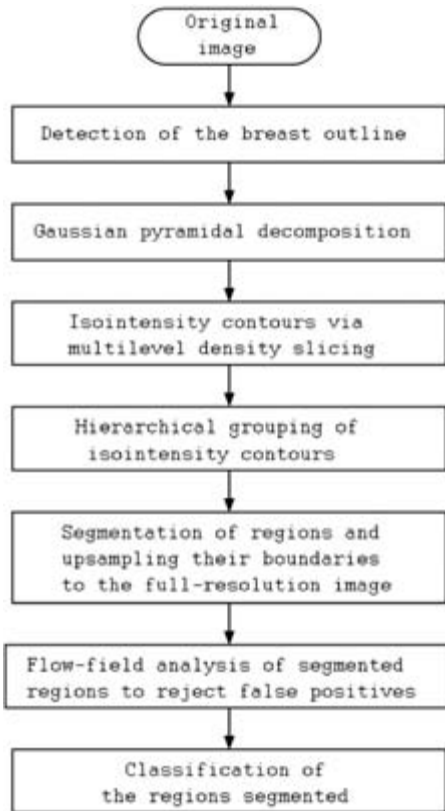 Original
image
Detection of the breast outline
Gaussian pyramidal decomposition
Isointensity contours via
multilevel density slicing
Hierarchical grouping of
isointensity contours
Segmentation of regions and
upsampling their boundaries
to the full-resolution image
Flow-field analysis of segmented
regions to reject false positives
Classification of
the regions segmented